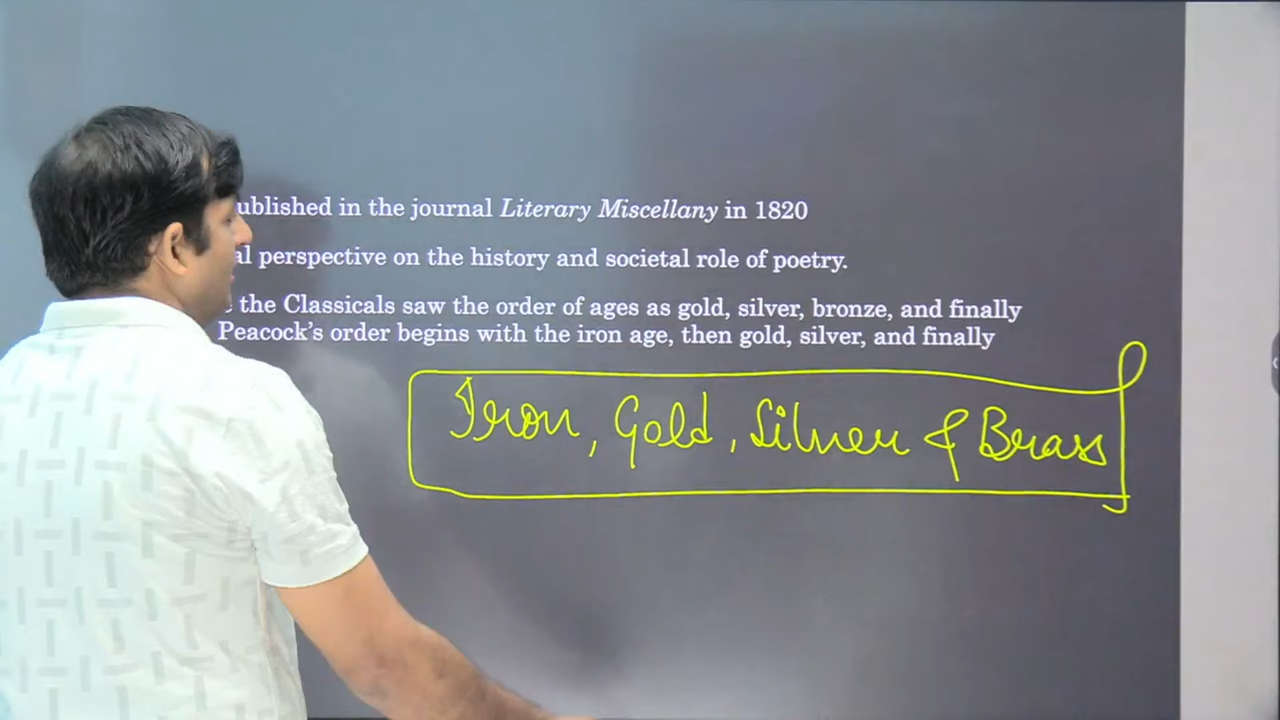 ublished in the journal Literary Miscellany in 1820
al perspective on the history and societal role of poetry.
the Classicals saw the order of ages as gold, silver, bronze, and finally
Peacock's order begins with the iron age, then gold, silver, and finally
Iron, Gold, Silver & Brass